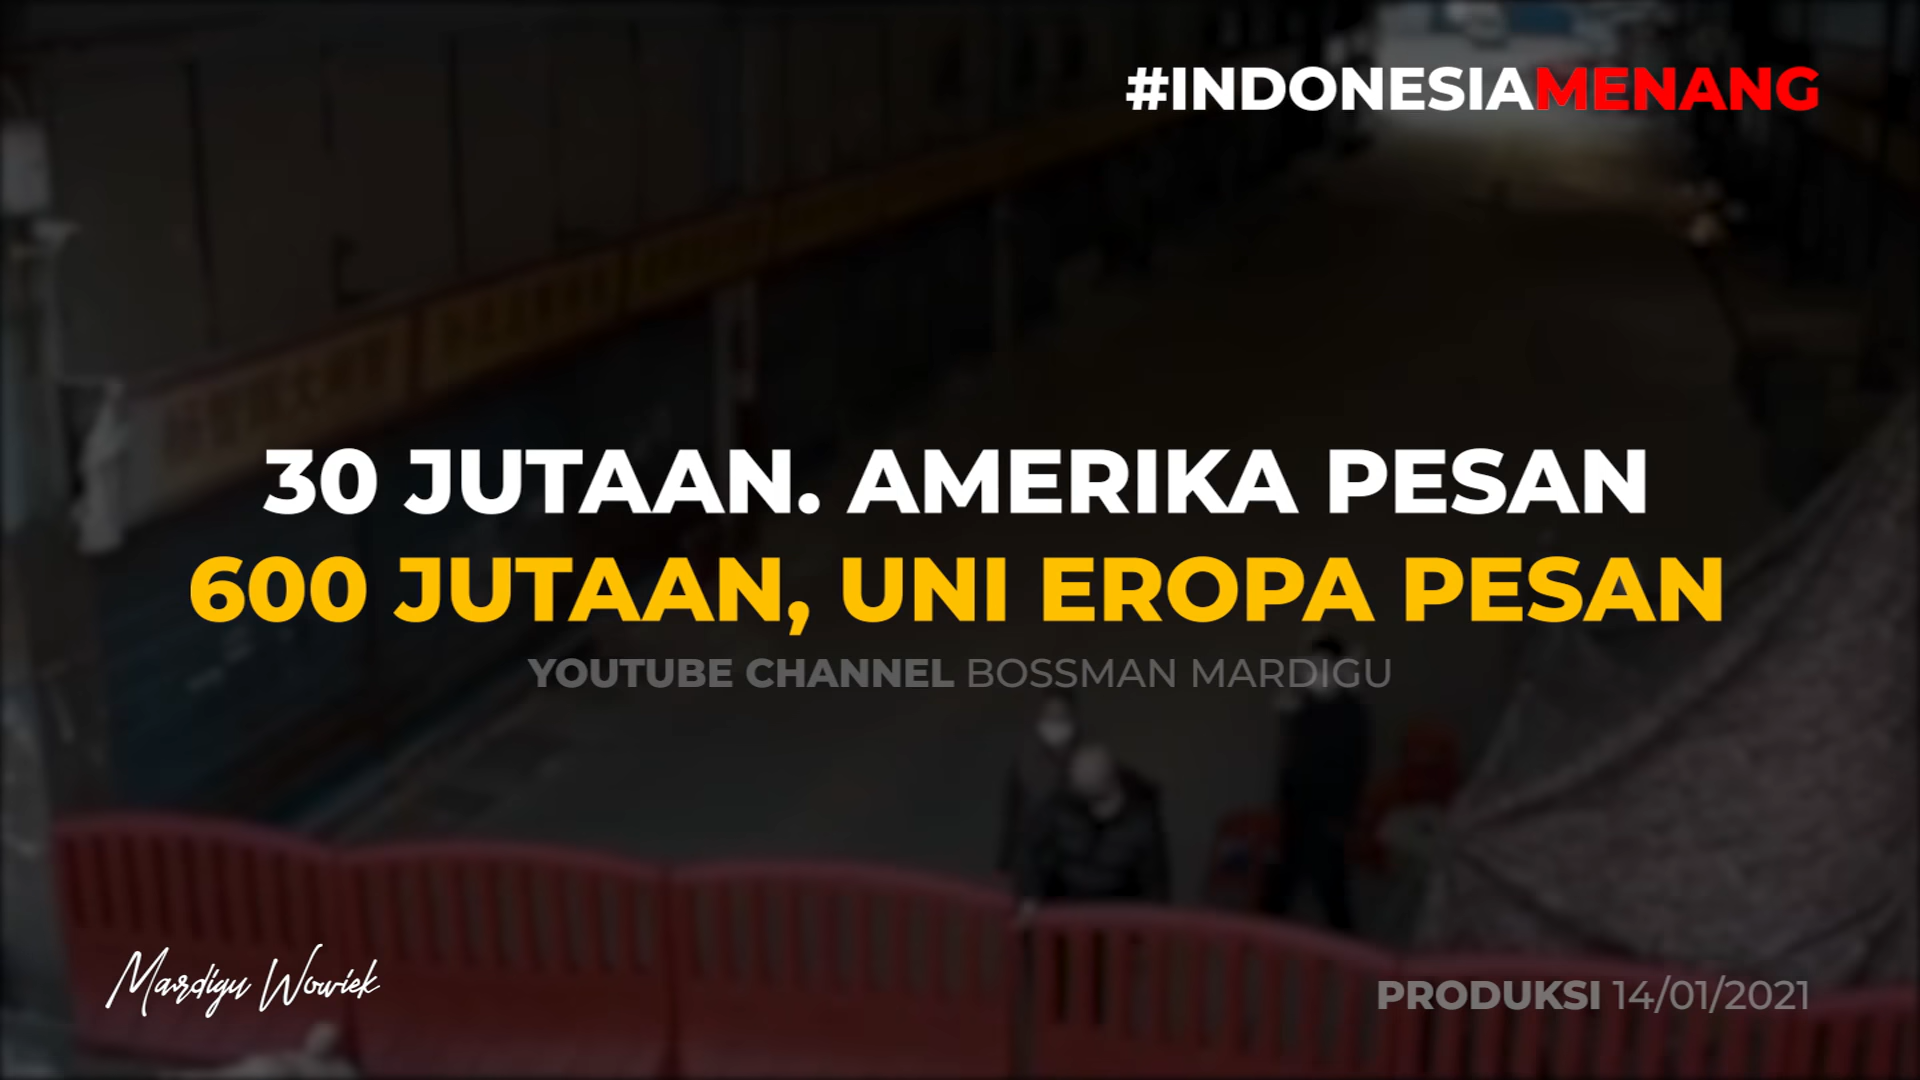 #INDONESIAMENANG
30 JUTAAN. AMERIKA PESAN
600 JUTAAN, UNI EROPA PESAN
YOUTUBE CHANNEL BOSSMAN MARDIGU
Mardigu Wowiek
PRODUKSI 14/01/2021